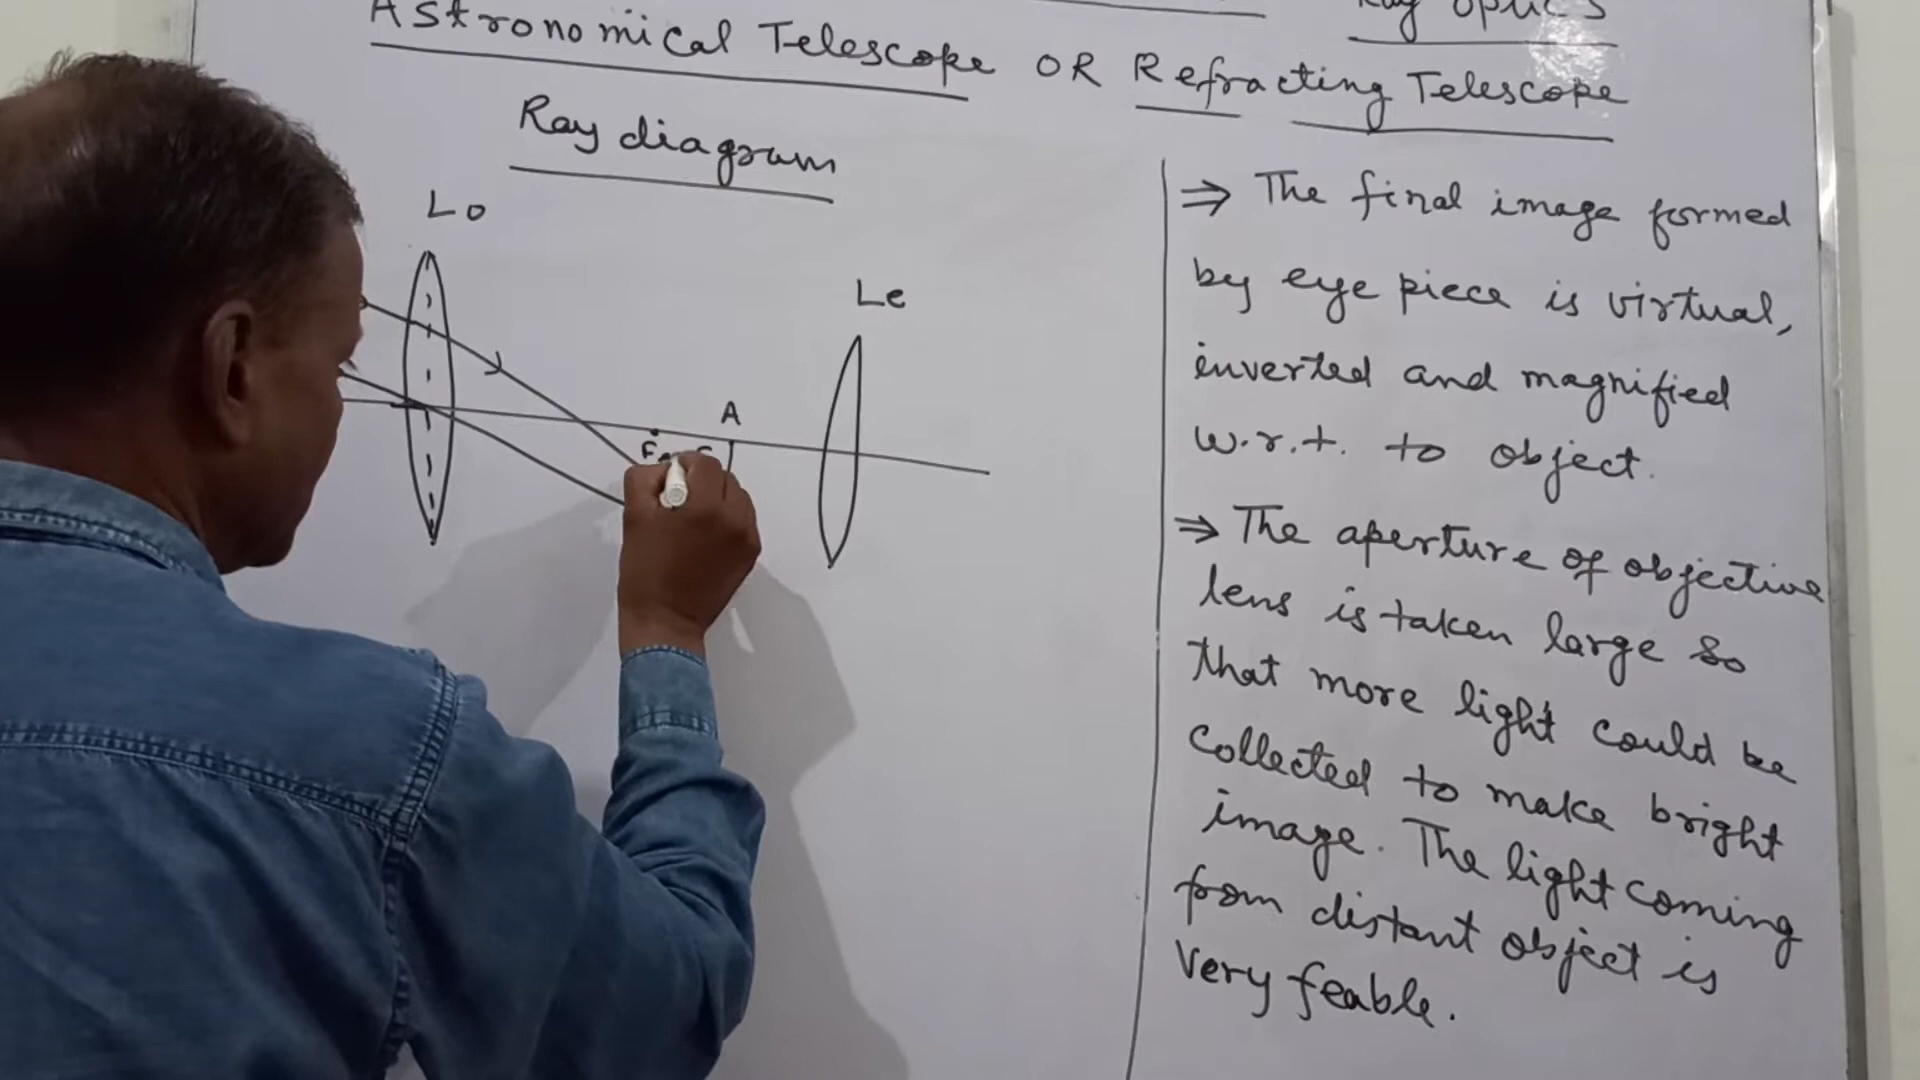 Ray Optics
Astronomical Telescope OR Refracting Telescope
Ray diagram
Lo
Le
A
⇒ The final image formed
by eye piece is virtual,
inverted and magnified
w.r.t. to object.
⇒ The aperture of objective
lens is taken large so
that more light could be
collected to make bright
image. The light coming
from distant object is
very feable.